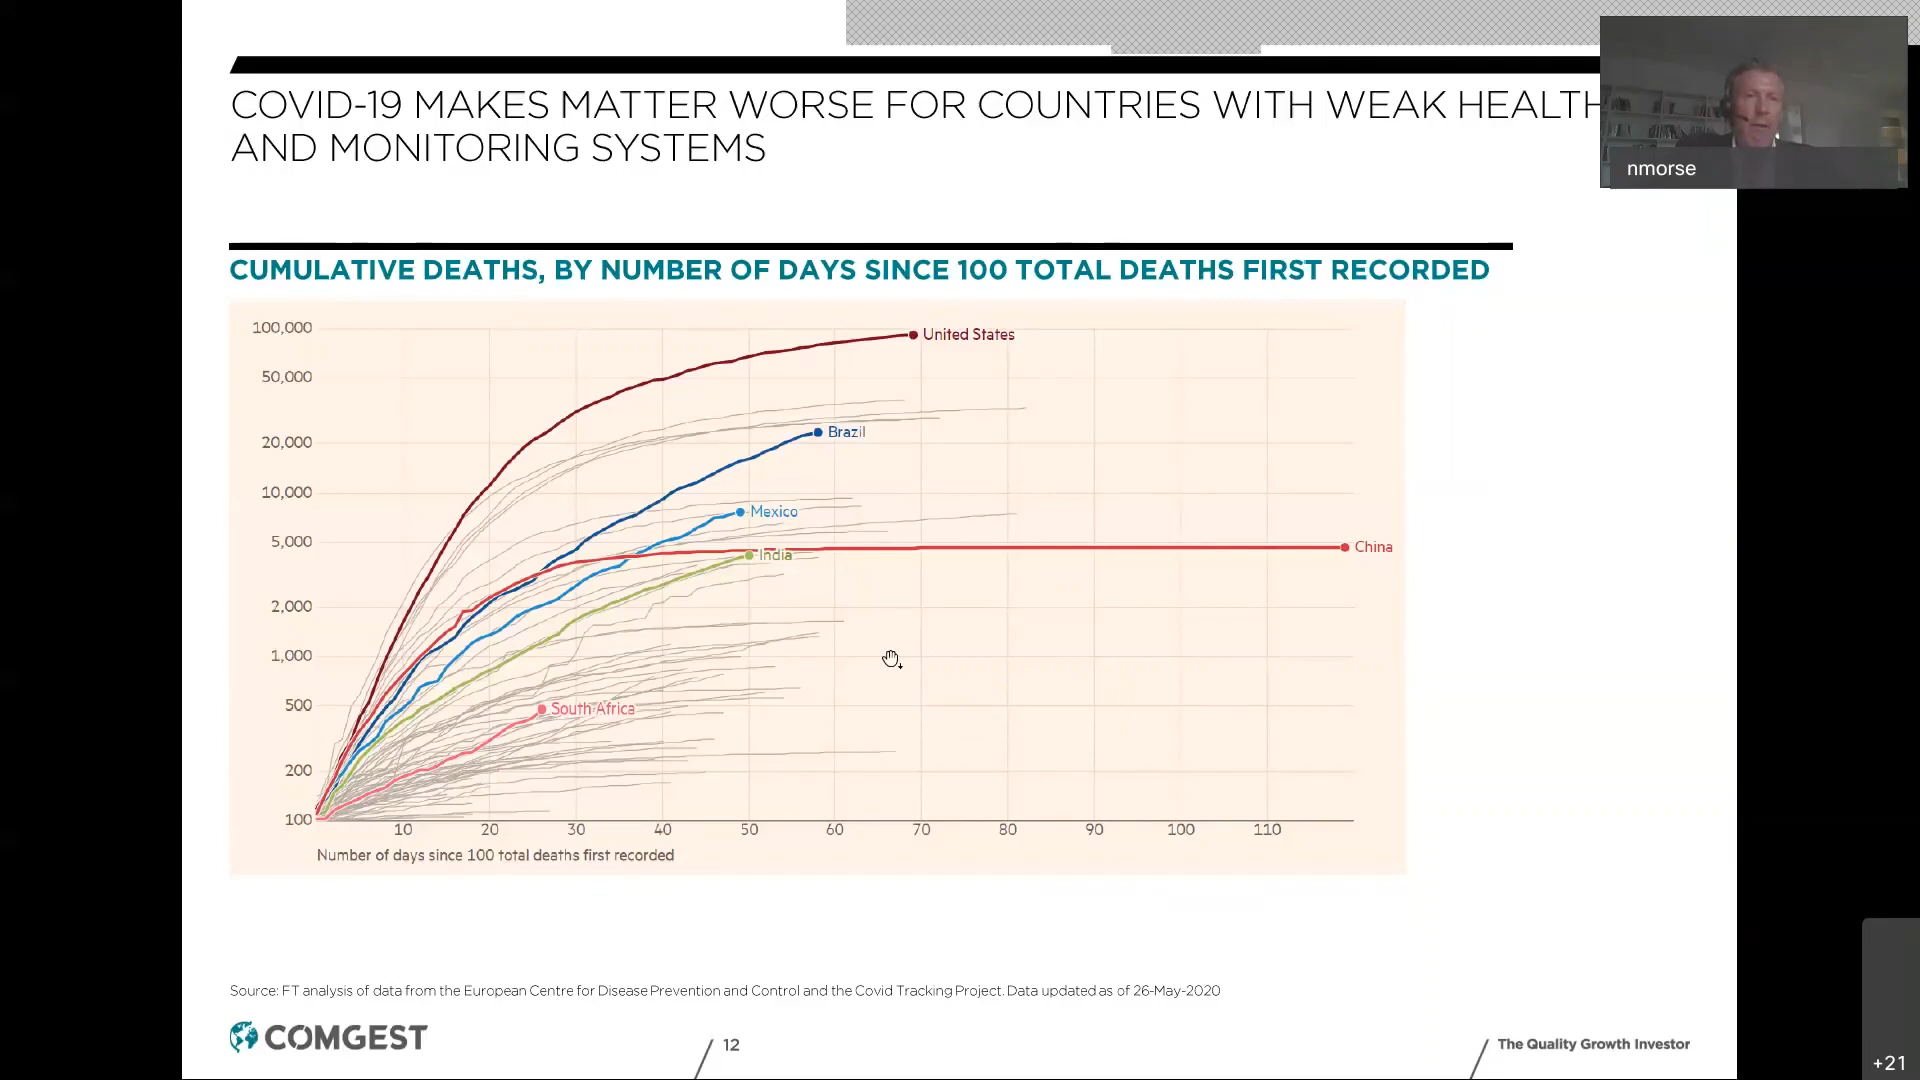 COVID-19 MAKES MATTER WORSE FOR COUNTRIES WITH WEAK HEALTH
AND MONITORING SYSTEMS
nmorse
CUMULATIVE DEATHS, BY NUMBER OF DAYS SINCE 100 TOTAL DEATHS FIRST RECORDED
100,000
50,000
20,000
10,000
5,000
2,000
1,000
500
200
100
United States
Brazil
Mexico
China
India
South Africa
10 20 30 40 50 60 70 80 90 100 110
Number of days since 100 total deaths first recorded
Source: FT analysis of data from the European Centre for Disease Prevention and Control and the Covid Tracking Project. Data updated as of 26-May-2020
COMGEST
12
The Quality Growth Investor
+21